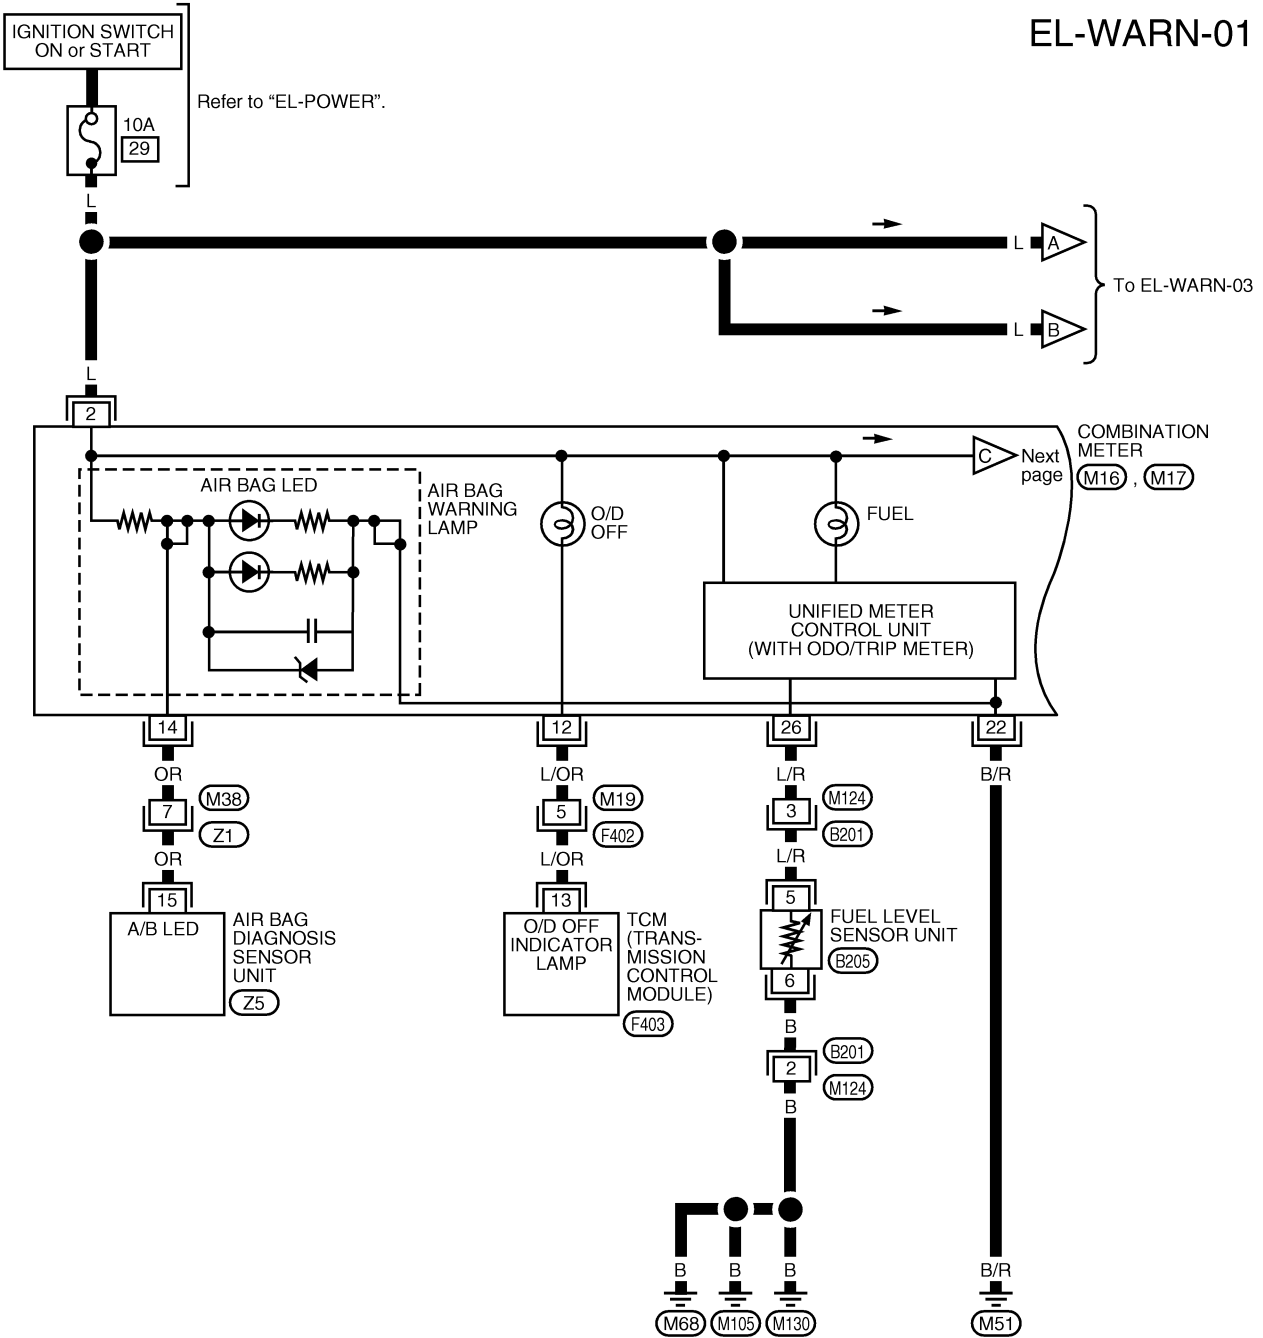 EL-WARN-01
IGNITION SWITCH
ON or START
Refer to “EL-POWER”.
10A
29
L
L
A
To EL-WARN-03
L
B
L
2
COMBINATION
METER
M16 , M17
C
Next
page
AIR BAG LED
AIR BAG
WARNING
LAMP
O/D
OFF
FUEL
UNIFIED METER
CONTROL UNIT
(WITH ODO/TRIP METER)
14
12
26
22
OR
L/OR
L/R
B/R
7
M38
Z1
5
M19
F402
3
M124
B201
OR
L/OR
L/R
15
13
5
A/B LED
AIR BAG
DIAGNOSIS
SENSOR
UNIT
Z5
O/D OFF
INDICATOR
LAMP
TCM
(TRANS-
MISSION
CONTROL
MODULE)
F403
FUEL LEVEL
SENSOR UNIT
B205
6
B
2
B201
M124
B
B
B
B
B/R
M68
M105
M130
M51